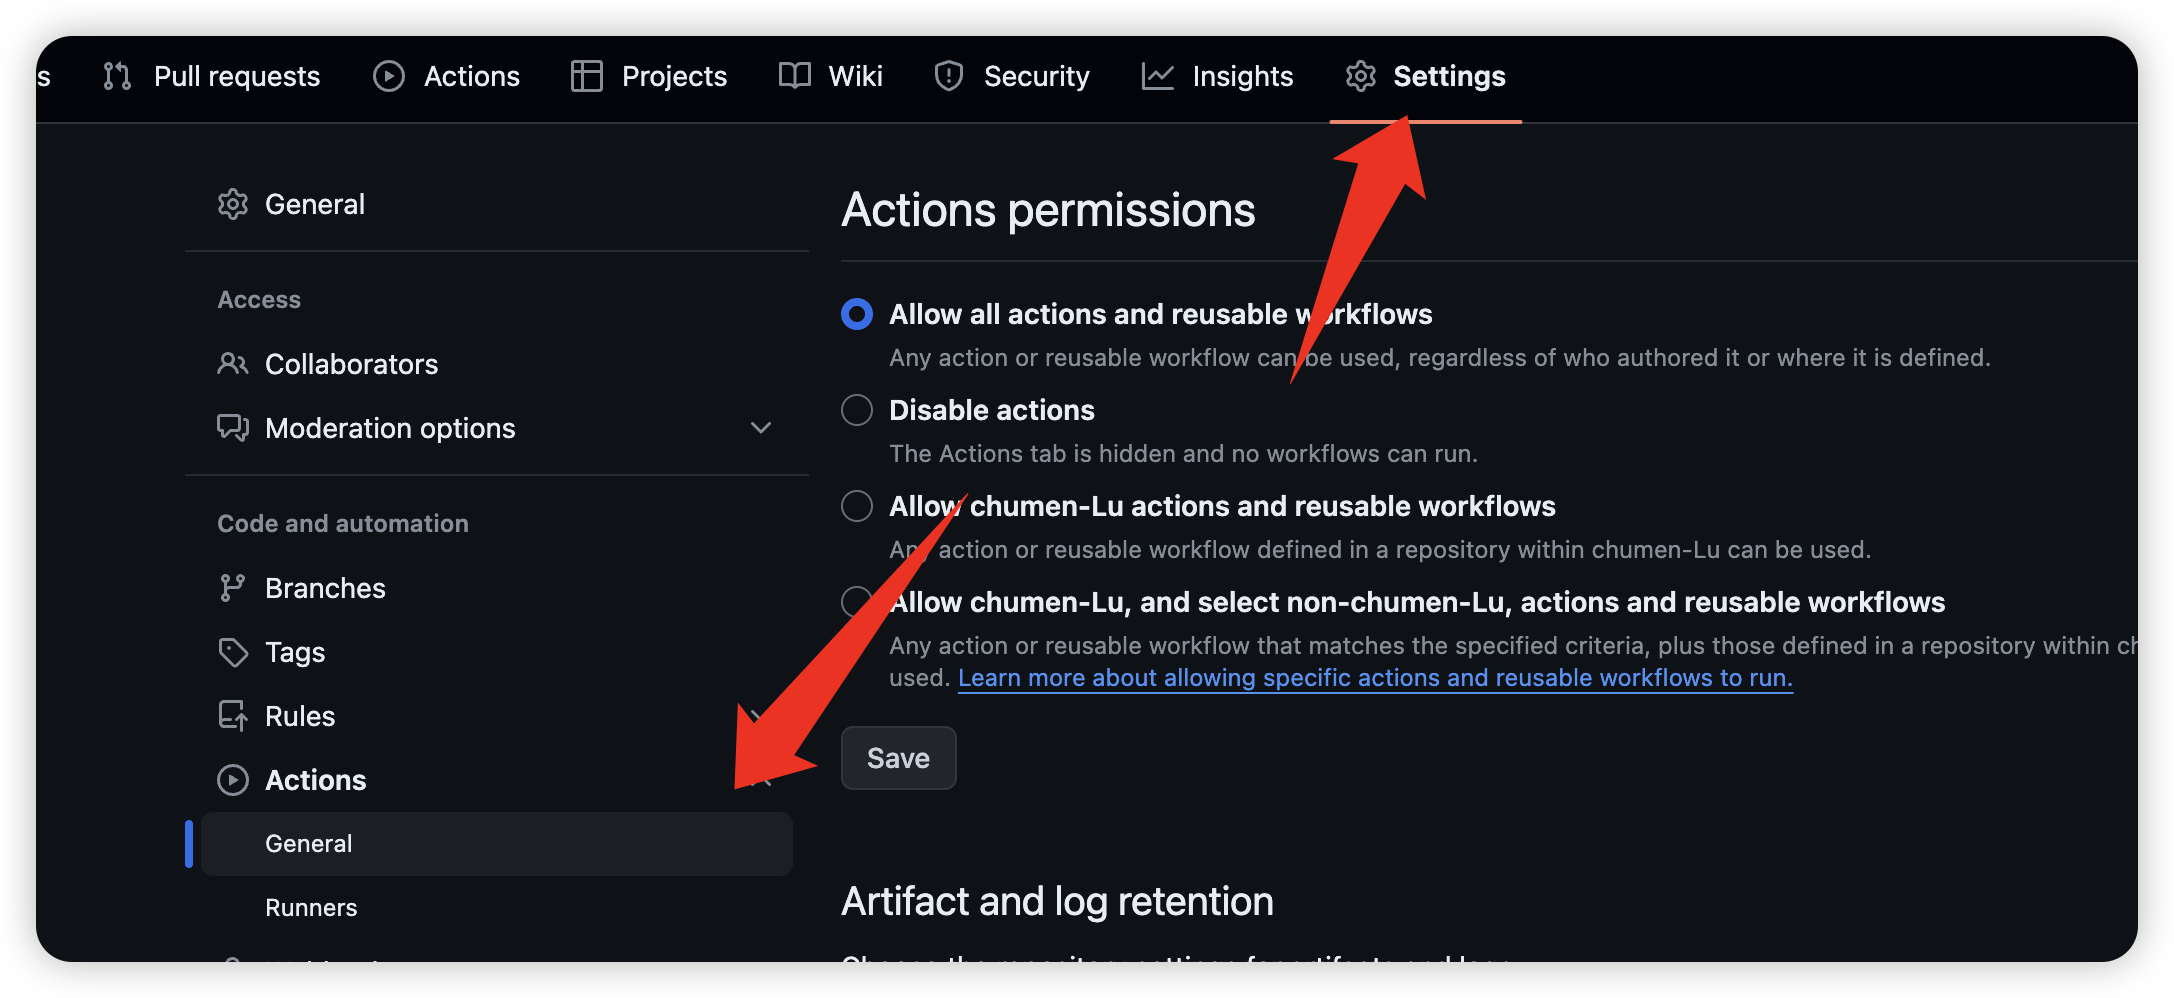 s Pull requests Actions Projects Wiki Security Insights Settings
General
Access
Collaborators
Moderation options
Code and automation
Branches
Tags
Rules
Actions
General
Runners
Actions permissions
Allow all actions and reusable workflows
Any action or reusable workflow can be used, regardless of who authored it or where it is defined.
Disable actions
The Actions tab is hidden and no workflows can run.
Allow chumen-Lu actions and reusable workflows
Any action or reusable workflow defined in a repository within chumen-Lu can be used.
Allow chumen-Lu, and select non-chumen-Lu, actions and reusable workflows
Any action or reusable workflow that matches the specified criteria, plus those defined in a repository within ch
used. Learn more about allowing specific actions and reusable workflows to run.
Save
Artifact and log retention